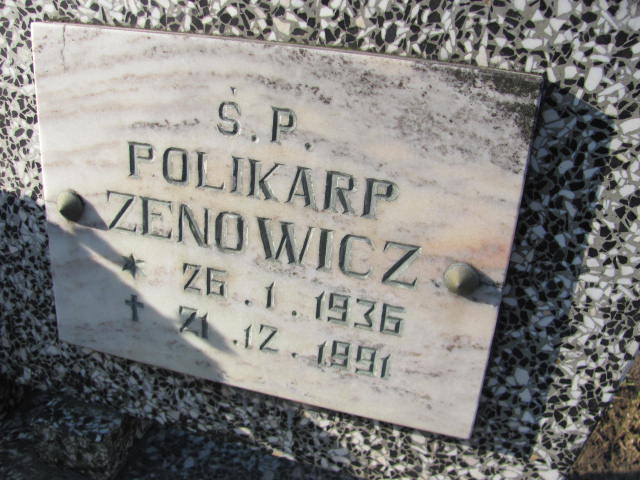 Ś.P.
POLIKARP
ZENOWICZ
★ 26.1.1936
✝ 21.12.1991